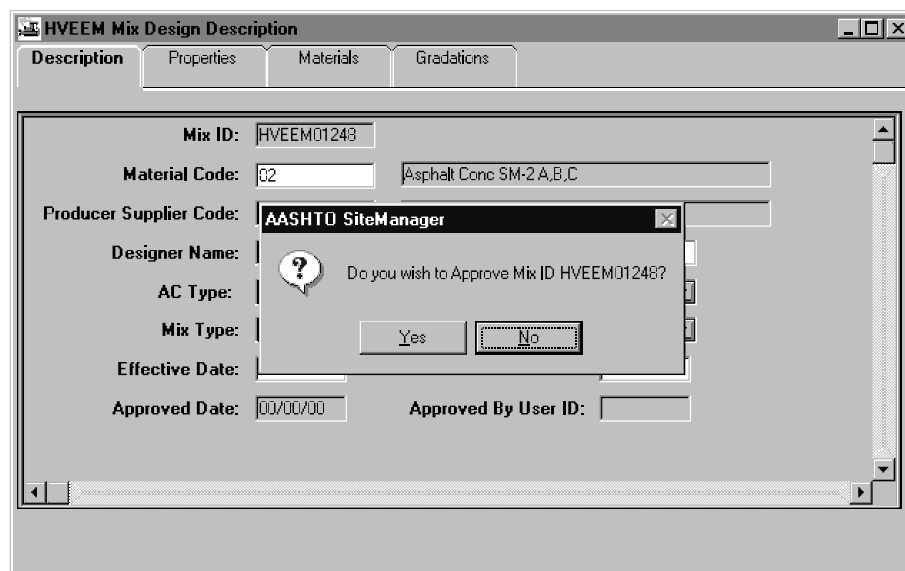 HVEEM Mix Design Description
Description Properties Materials Gradations
Mix ID: HVEEM01248
Material Code: 02 Asphalt Conc SM-2 A,B,C
Producer Supplier Code:
AASHTO SiteManager
Designer Name:
Do you wish to Approve Mix ID HVEEM01248?
AC Type:
Mix Type:
Yes No
Effective Date:
Approved Date: 00/00/00 Approved By User ID: